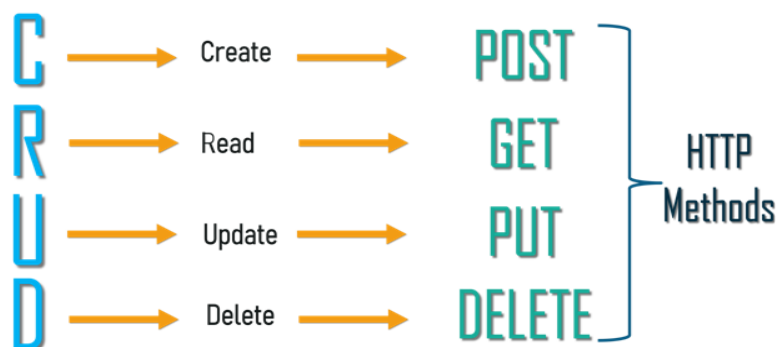 C Create POST
R Read GET
U Update PUT
D Delete DELETE
HTTP
Methods